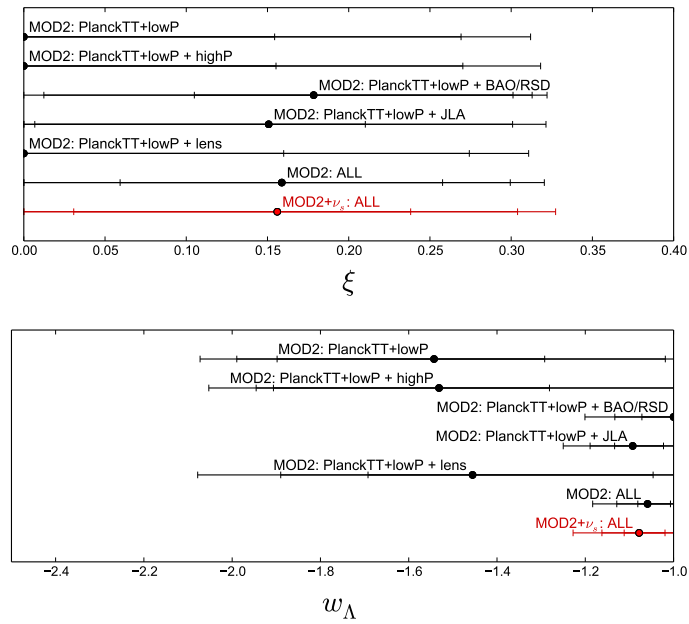 MOD2: PlanckTT+lowP
MOD2: PlanckTT+lowP + highP
MOD2: PlanckTT+lowP + BAO/RSD
MOD2: PlanckTT+lowP + JLA
MOD2: PlanckTT+lowP + lens
MOD2: ALL
MOD2+νₛ: ALL
0.00 0.05 0.10 0.15 0.20 0.25 0.30 0.35 0.40
ξ
MOD2: PlanckTT+lowP
MOD2: PlanckTT+lowP + highP
MOD2: PlanckTT+lowP + BAO/RSD
MOD2: PlanckTT+lowP + JLA
MOD2: PlanckTT+lowP + lens
MOD2: ALL
MOD2+νₛ: ALL
−2.4 −2.2 −2.0 −1.8 −1.6 −1.4 −1.2 −1.0
w_Λ